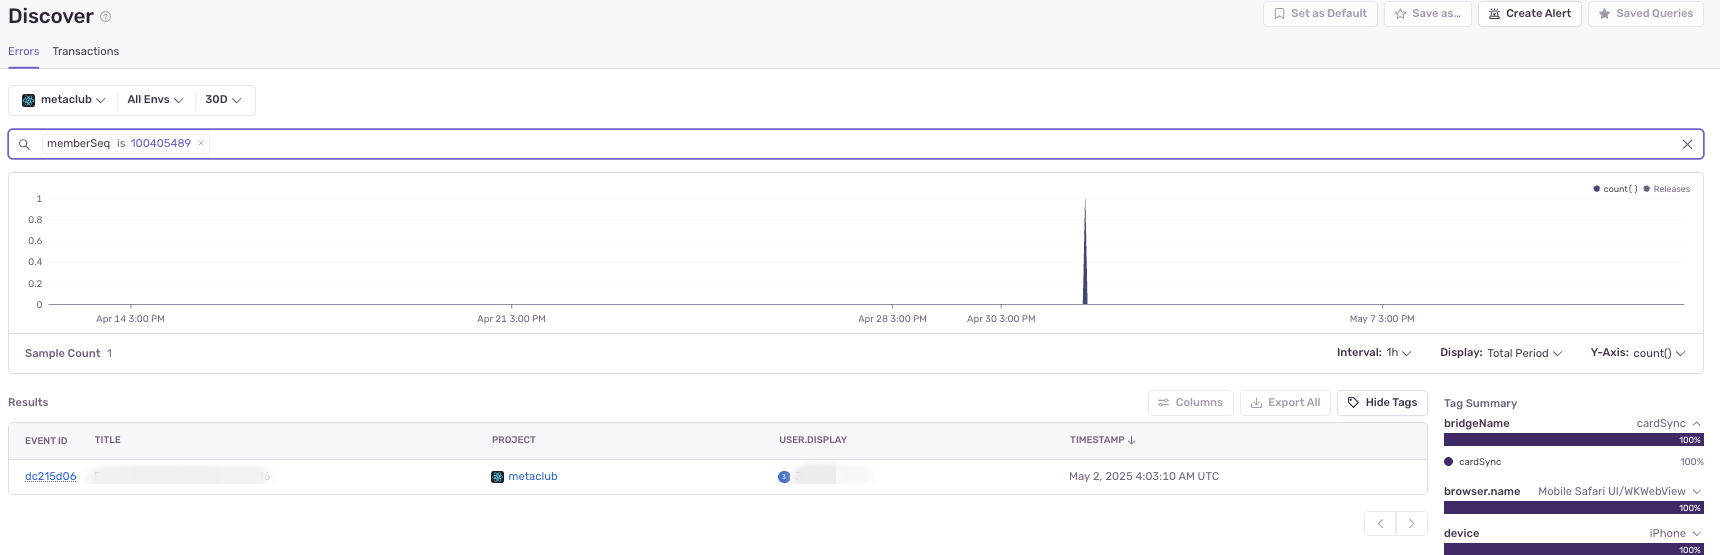 Discover
Set as Default
Save as...
Create Alert
Saved Queries
Errors
Transactions
metaclub
All Envs
30D
memberSeq is 100405489
count()
Releases
1
0.8
0.6
0.4
0.2
0
Apr 14 3:00 PM
Apr 21 3:00 PM
Apr 28 3:00 PM
Apr 30 3:00 PM
May 7 3:00 PM
Sample Count 1
Interval: 1h
Display: Total Period
Y-Axis: count()
Results
Columns
Export All
Hide Tags
EVENT ID
TITLE
PROJECT
USER.DISPLAY
TIMESTAMP
dc215d06
metaclub
May 2, 2025 4:03:10 AM UTC
Tag Summary
bridgeName
cardSync
100%
cardSync
100%
browser.name
Mobile Safari UI/WKWebView
100%
device
iPhone
100%